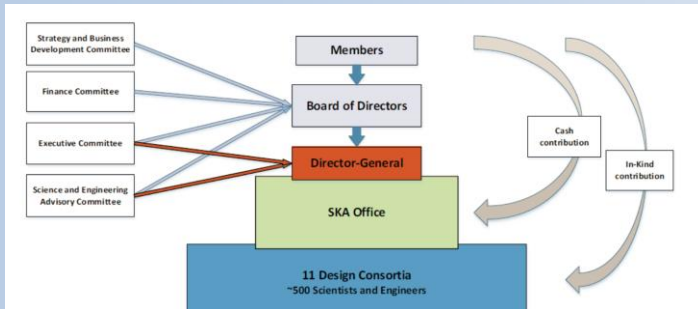 Strategy and Business
Development Committee
Finance Committee
Executive Committee
Science and Engineering
Advisory Committee
Members
Board of Directors
Director-General
SKA Office
11 Design Consortia
~500 Scientists and Engineers
Cash
contribution
In-Kind
contribution